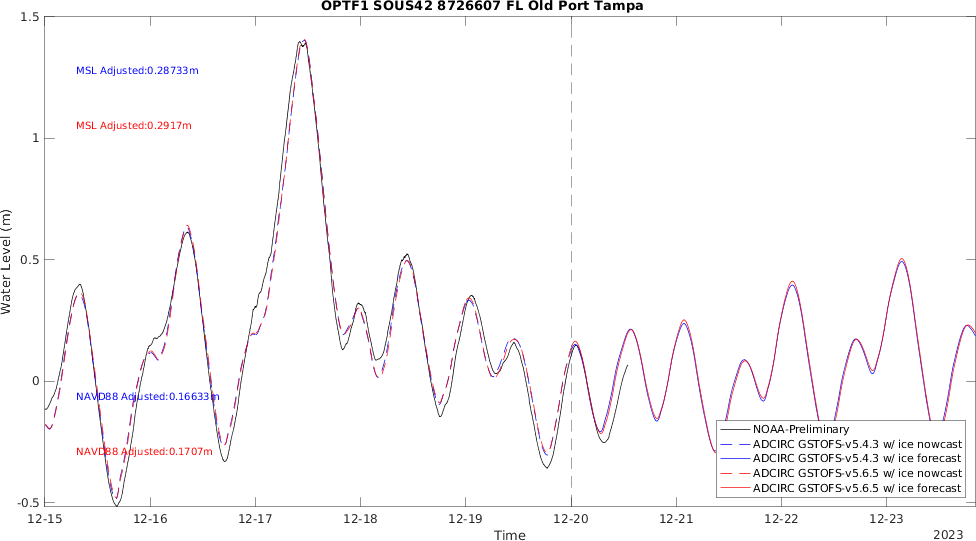 OPTF1 SOUS42 8726607 FL Old Port Tampa
1.5
MSL Adjusted:0.28733m
MSL Adjusted:0.2917m
1
0.5
Water Level (m)
0
NAVD88 Adjusted:0.16633m
NAVD88 Adjusted:0.1707m
-0.5
NOAA-Preliminary
ADCIRC GSTOFS-v5.4.3 w/ ice nowcast
ADCIRC GSTOFS-v5.4.3 w/ ice forecast
ADCIRC GSTOFS-v5.6.5 w/ ice nowcast
ADCIRC GSTOFS-v5.6.5 w/ ice forecast
12-15 12-16 12-17 12-18 12-19 12-20 12-21 12-22 12-23
Time
2023